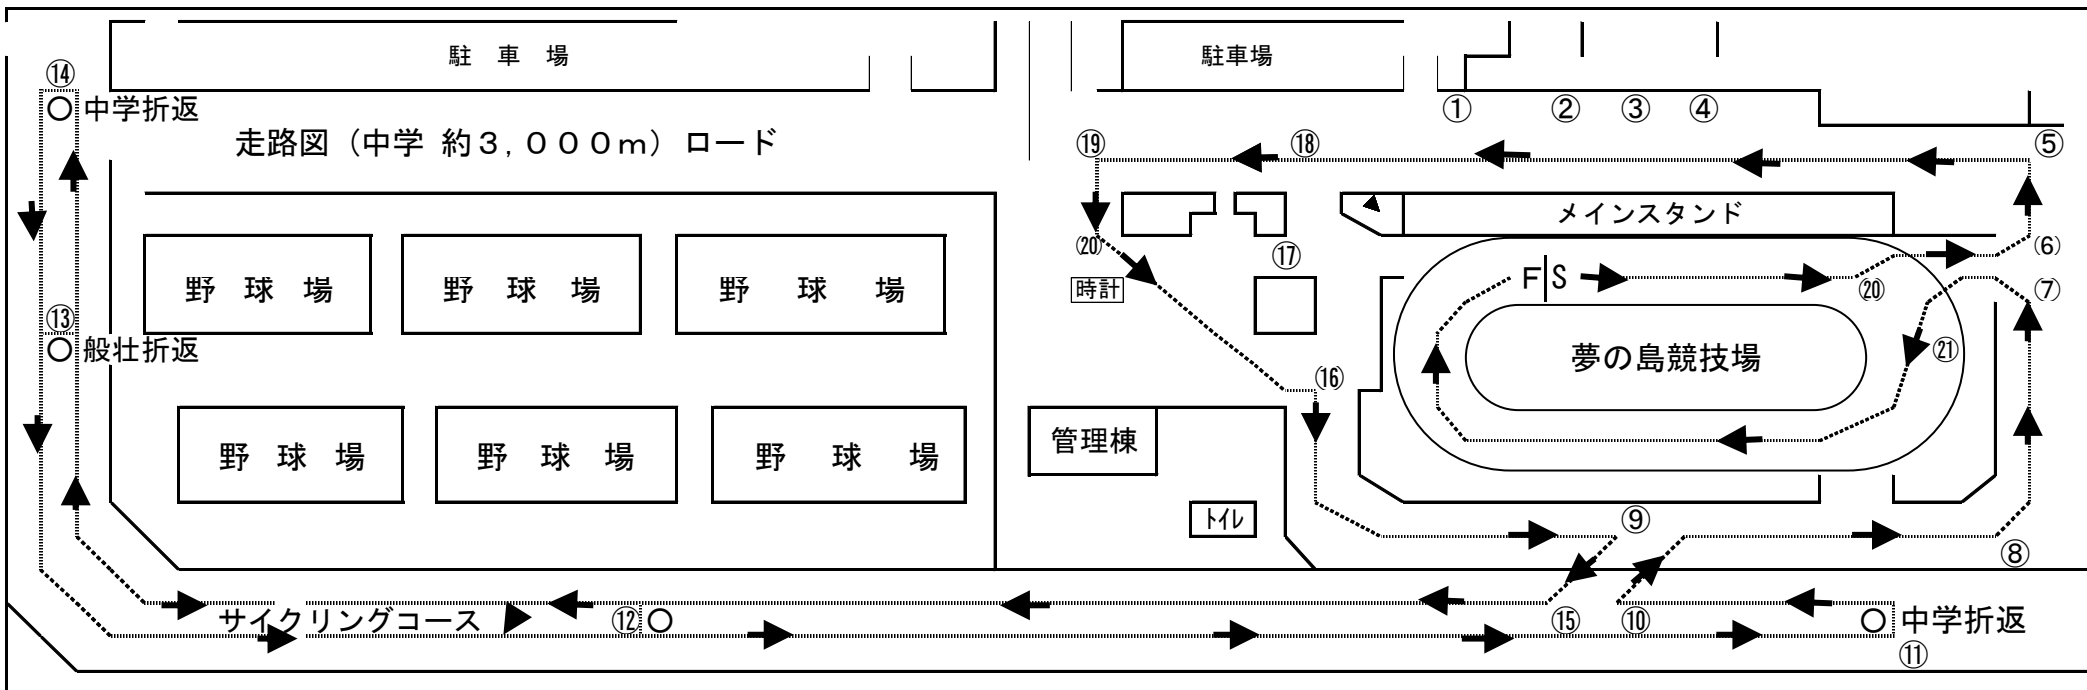 駐 車 場
駐車場
⑭
中学折返
① ② ③ ④
走路図（中学 約３，０００ｍ）ロード
⑲ ⑱ ⑤
メインスタンド
⑳ ⑰ ⑹
野 球 場 野 球 場 野 球 場
時計
F S ⑳ ⑺
⑬
般壮折返
夢の島競技場 ㉑
⒃
野 球 場 野 球 場 野 球 場
管理棟
ﾄｲﾚ
⑨
⑧
サイクリングコース ⑫ ⑮ ⑩ 中学折返
⑪